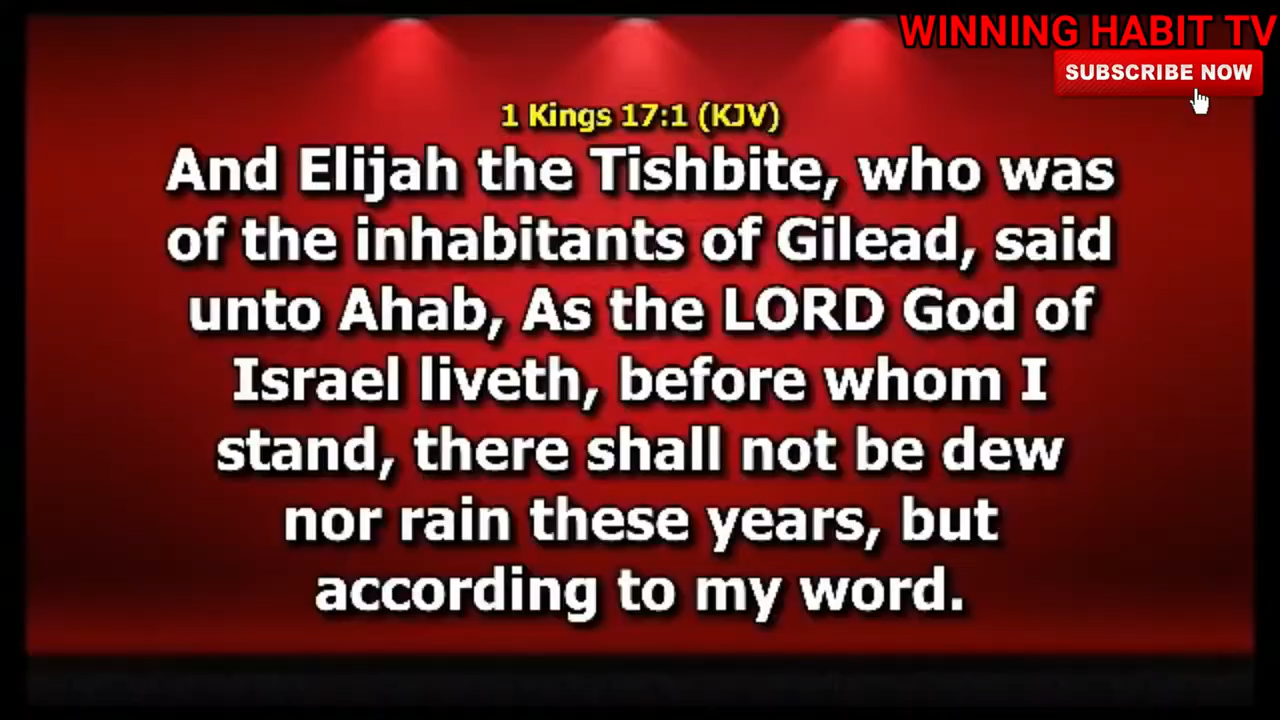 WINNING HABIT TV
SUBSCRIBE NOW
1 Kings 17:1 (KJV)
And Elijah the Tishbite, who was
of the inhabitants of Gilead, said
unto Ahab, As the LORD God of
Israel liveth, before whom I
stand, there shall not be dew
nor rain these years, but
according to my word.